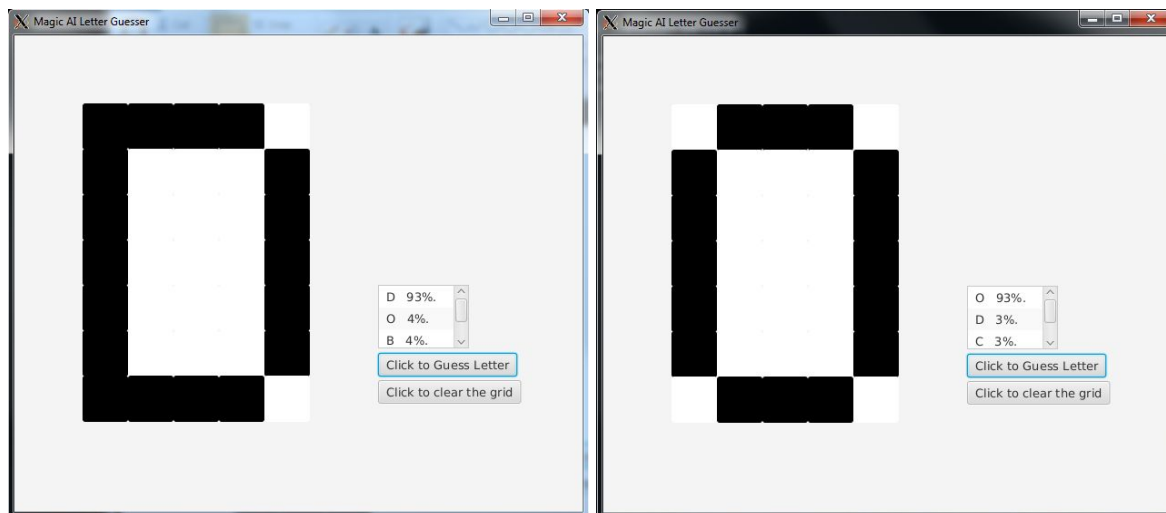 Magic AI Letter Guesser
D 93%.
O 4%.
B 4%.
Click to Guess Letter
Click to clear the grid
Magic AI Letter Guesser
O 93%.
D 3%.
C 3%.
Click to Guess Letter
Click to clear the grid